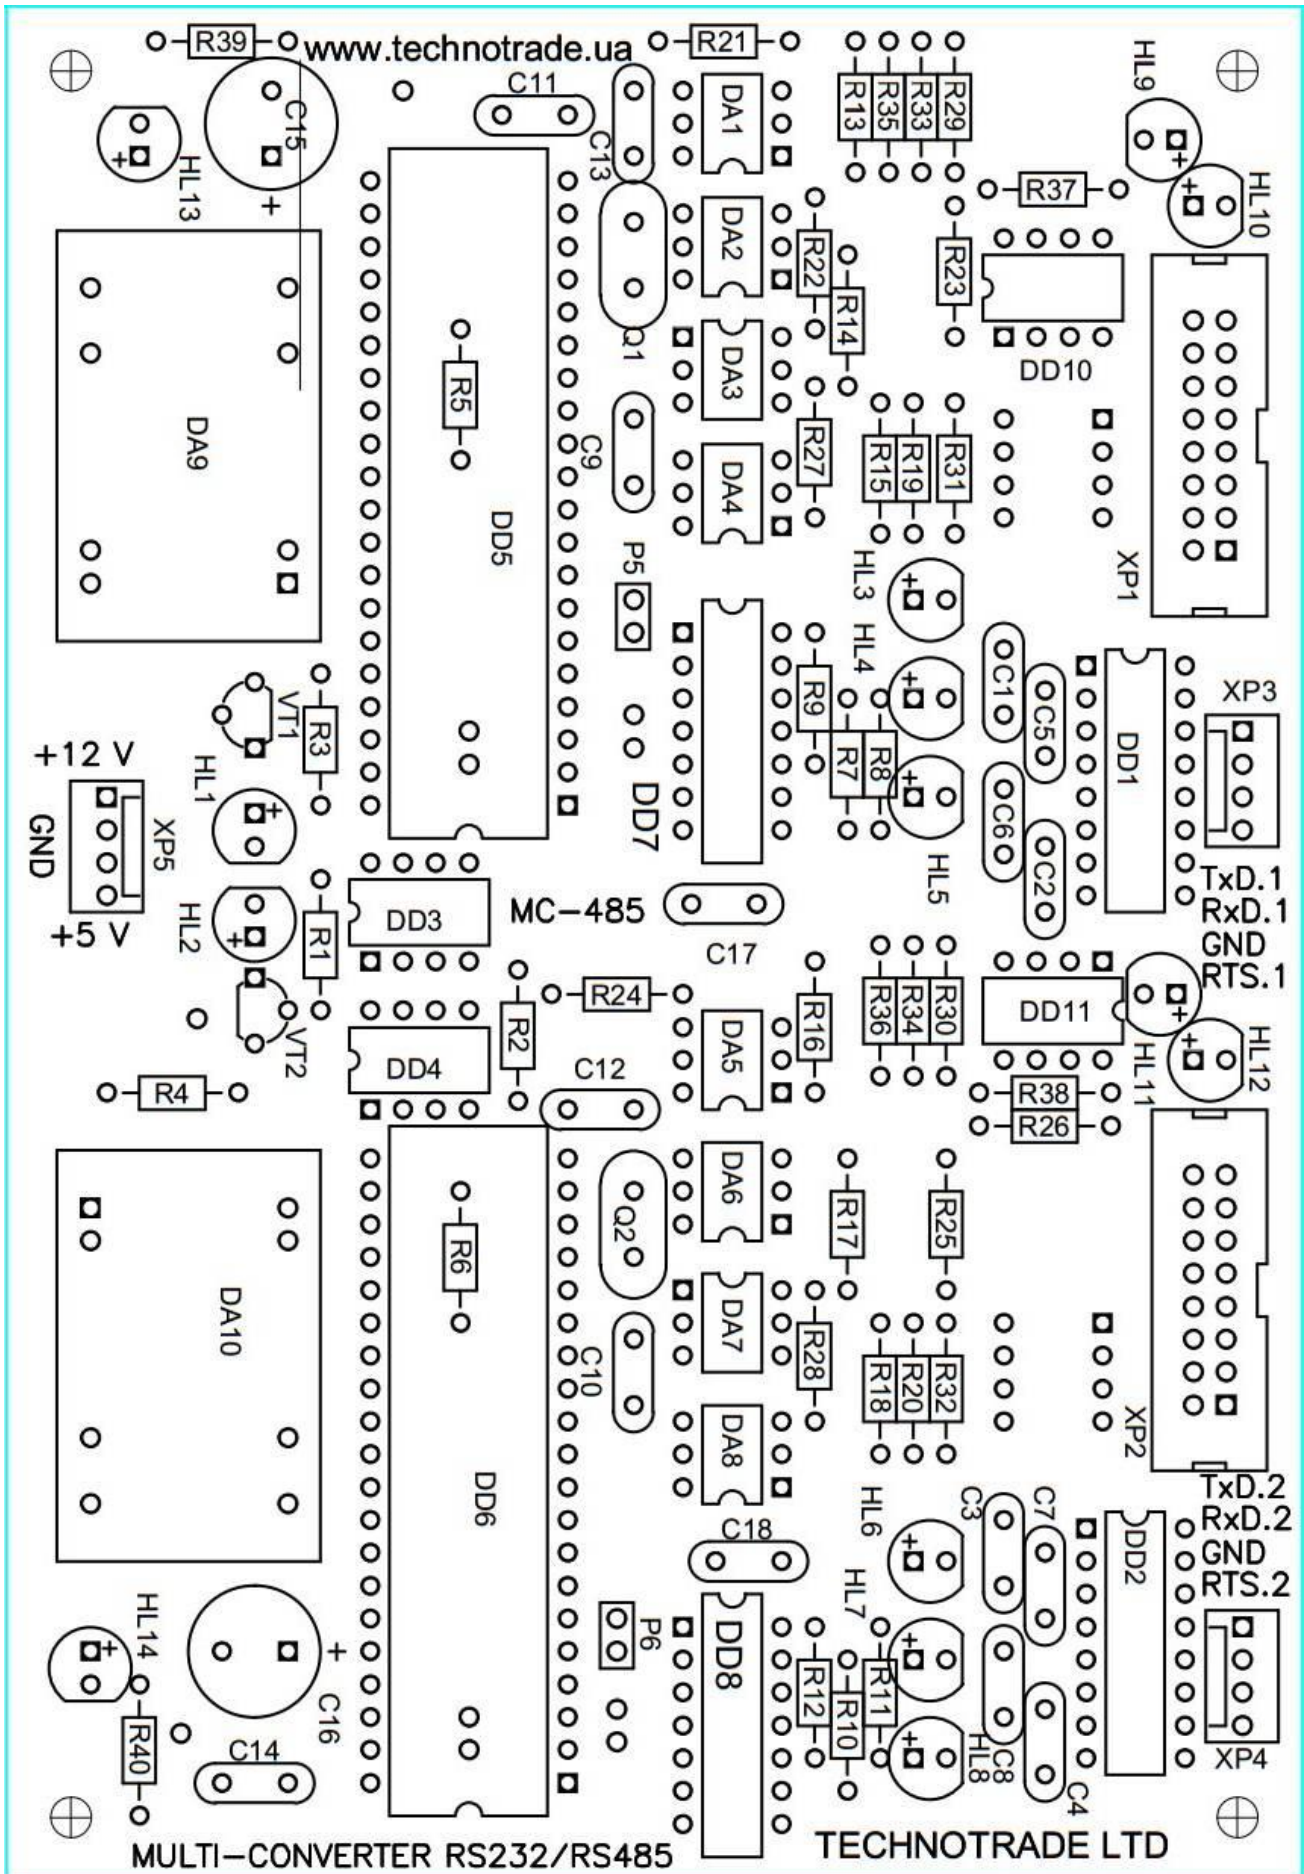 R39
www.technotrade.ua
R21
C15
C11
C13
DA1
R13
R35
R33
R29
HL9
HL13
R37
HL10
DA2
R22
R14
R23
Q1
DA3
DD10
DA9
R5
C9
DA4
R27
R15
R19
R31
DD5
P5
HL3
XP1
VT1
R3
HL4
R9
C1
C5
XP3
+12 V
HL1
R7
R8
DD1
GND
XP5
DD7
C6
C2
HL5
TxD.1
RxD.1
GND
RTS.1
HL2
+5 V
R1
DD3
MC-485
C17
R24
R2
R16
R36
R34
R30
DD11
VT2
DD4
DA5
HL11
HL12
R4
C12
R38
R26
DA6
Q2
R17
R25
R6
DA10
DA7
R28
C10
R18
R20
R32
XP2
DA8
DD6
TxD.2
RxD.2
GND
RTS.2
C18
HL6
C3
C7
DD2
HL14
HL7
P6
DD8
C16
R12
R10
R11
R40
C14
HL8
C8
C4
XP4
MULTI-CONVERTER RS232/RS485
TECHNOTRADE LTD